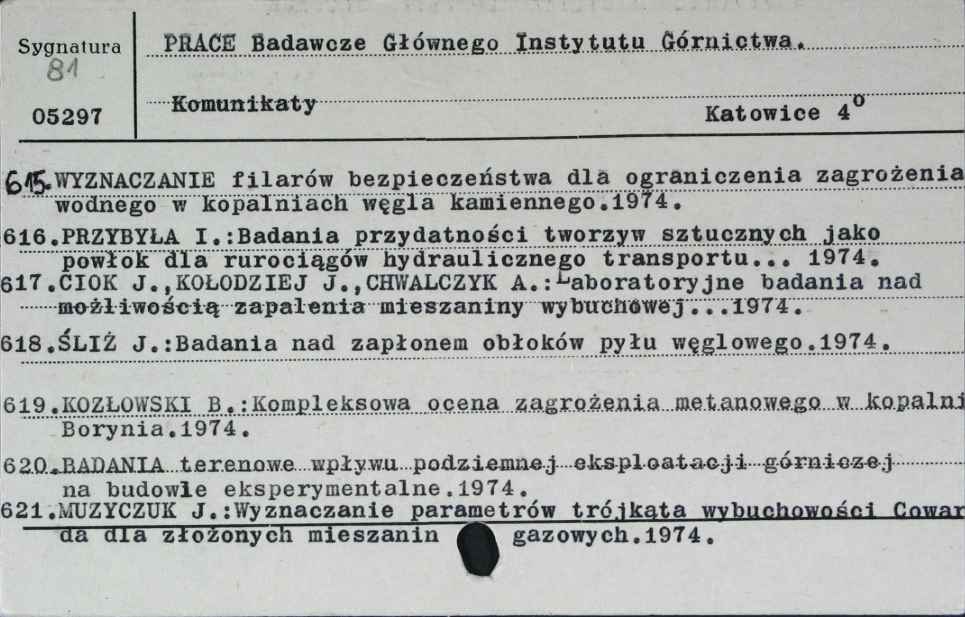 Sygnatura
81
05297
PRACE Badawcze Głównego Instytutu Górnictwa.
Komunikaty
Katowice 4°
615.WYZNACZANIE filarów bezpieczeństwa dla ograniczenia zagrożenia
wodnego w kopalniach węgla kamiennego.1974.
616.PRZYBYŁA I.:Badania przydatności tworzyw sztucznych jako
powłok dla rurociągów hydraulicznego transportu... 1974.
617.CIOK J.,KOŁODZIEJ J.,CHWALCZYK A.:Laboratoryjne badania nad
możliwością zapalenia mieszaniny wybuchowej...1974.
618.ŚLIŻ J.:Badania nad zapłonem obłoków pyłu węglowego.1974.
619.KOZŁOWSKI B.:Kompleksowa ocena zagrożenia metanowego w kopalni
Borynia.1974.
620.BADANIA terenowe wpływu podziemnej eksploatacji górniczej
na budowle eksperymentalne.1974.
621.MUZYCZUK J.:Wyznaczanie parametrów trójkąta wybuchowości Cowar
da dla złożonych mieszanin gazowych.1974.